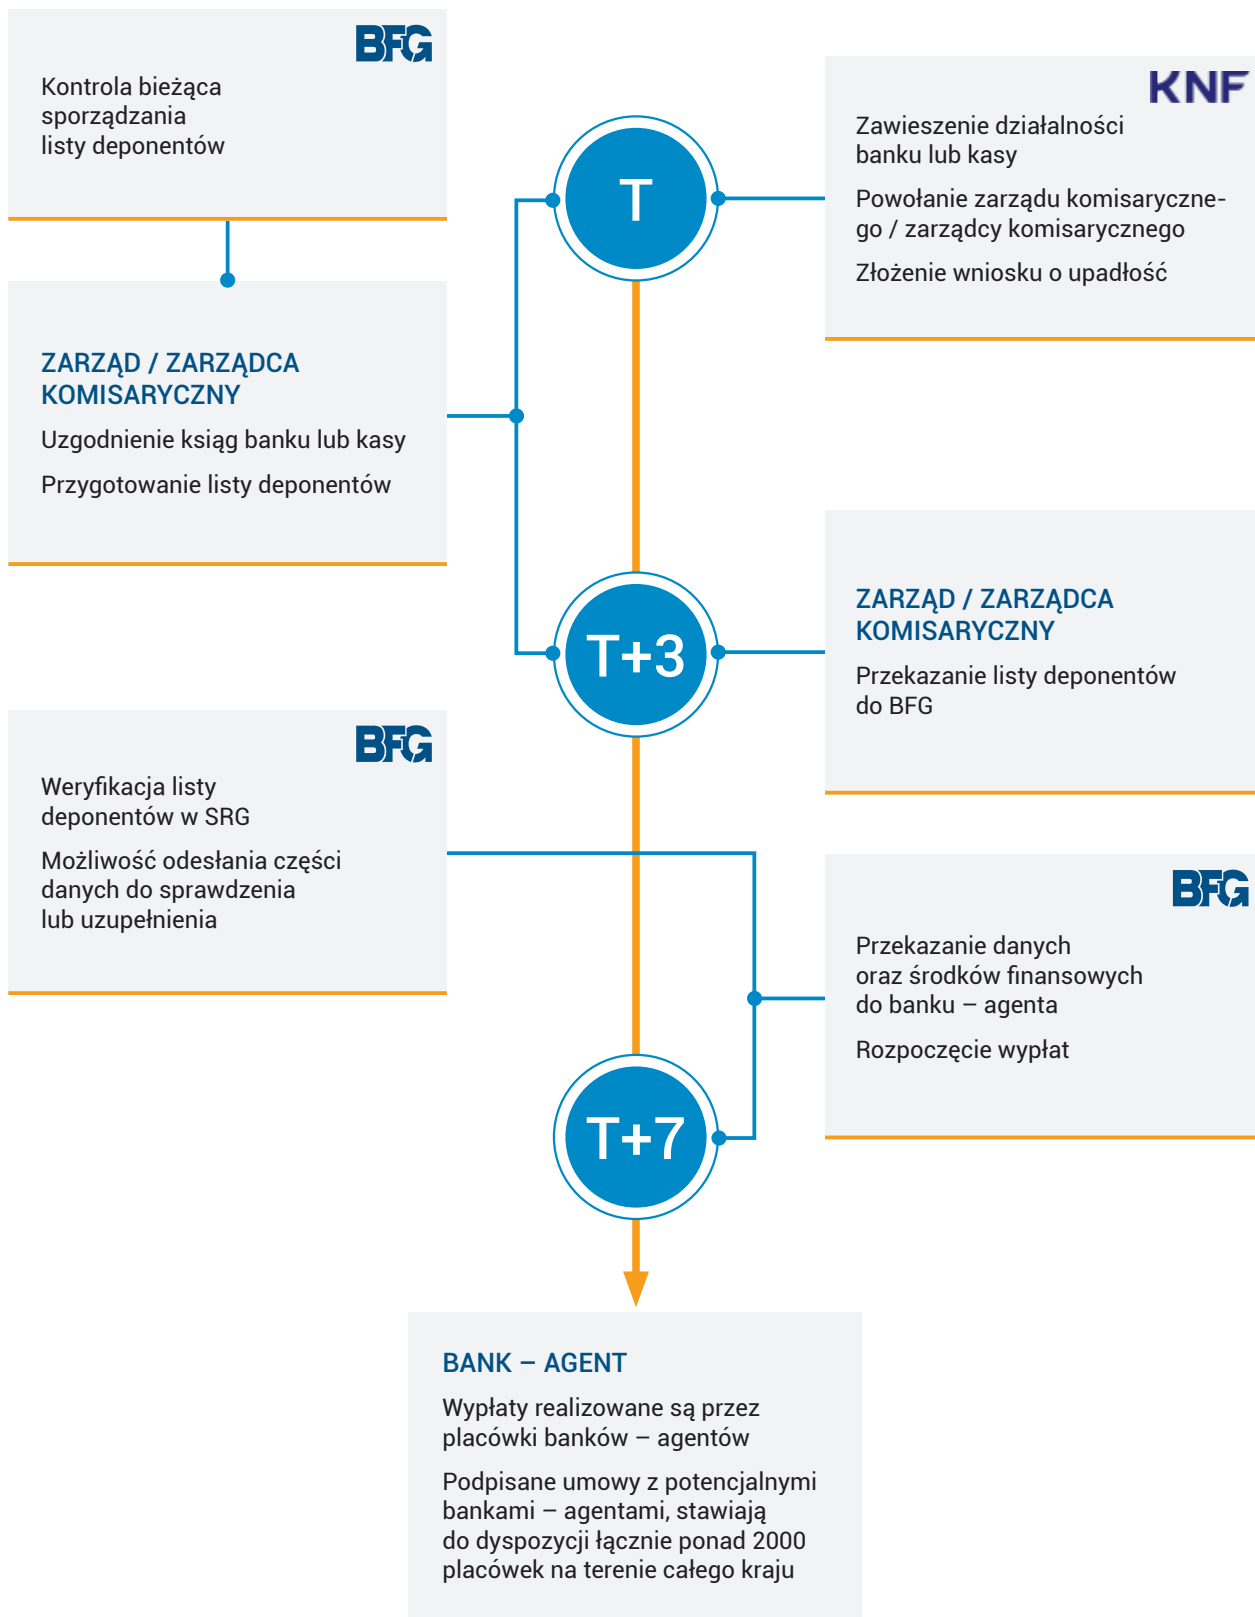 BFG
Kontrola bieżąca
sporządzania
listy deponentów
KNF
Zawieszenie działalności
banku lub kasy
Powołanie zarządu komisaryczne-
go / zarządcy komisarycznego
Złożenie wniosku o upadłość
T
ZARZĄD / ZARZĄDCA
KOMISARYCZNY
Uzgodnienie ksiąg banku lub kasy
Przygotowanie listy deponentów
T+3
ZARZĄD / ZARZĄDCA
KOMISARYCZNY
Przekazanie listy deponentów
do BFG
BFG
Weryfikacja listy
deponentów w SRG
Możliwość odesłania części
danych do sprawdzenia
lub uzupełnienia
BFG
Przekazanie danych
oraz środków finansowych
do banku – agenta
Rozpoczęcie wypłat
T+7
BANK – AGENT
Wypłaty realizowane są przez
placówki banków – agentów
Podpisane umowy z potencjalnymi
bankami – agentami, stawiają
do dyspozycji łącznie ponad 2000
placówek na terenie całego kraju